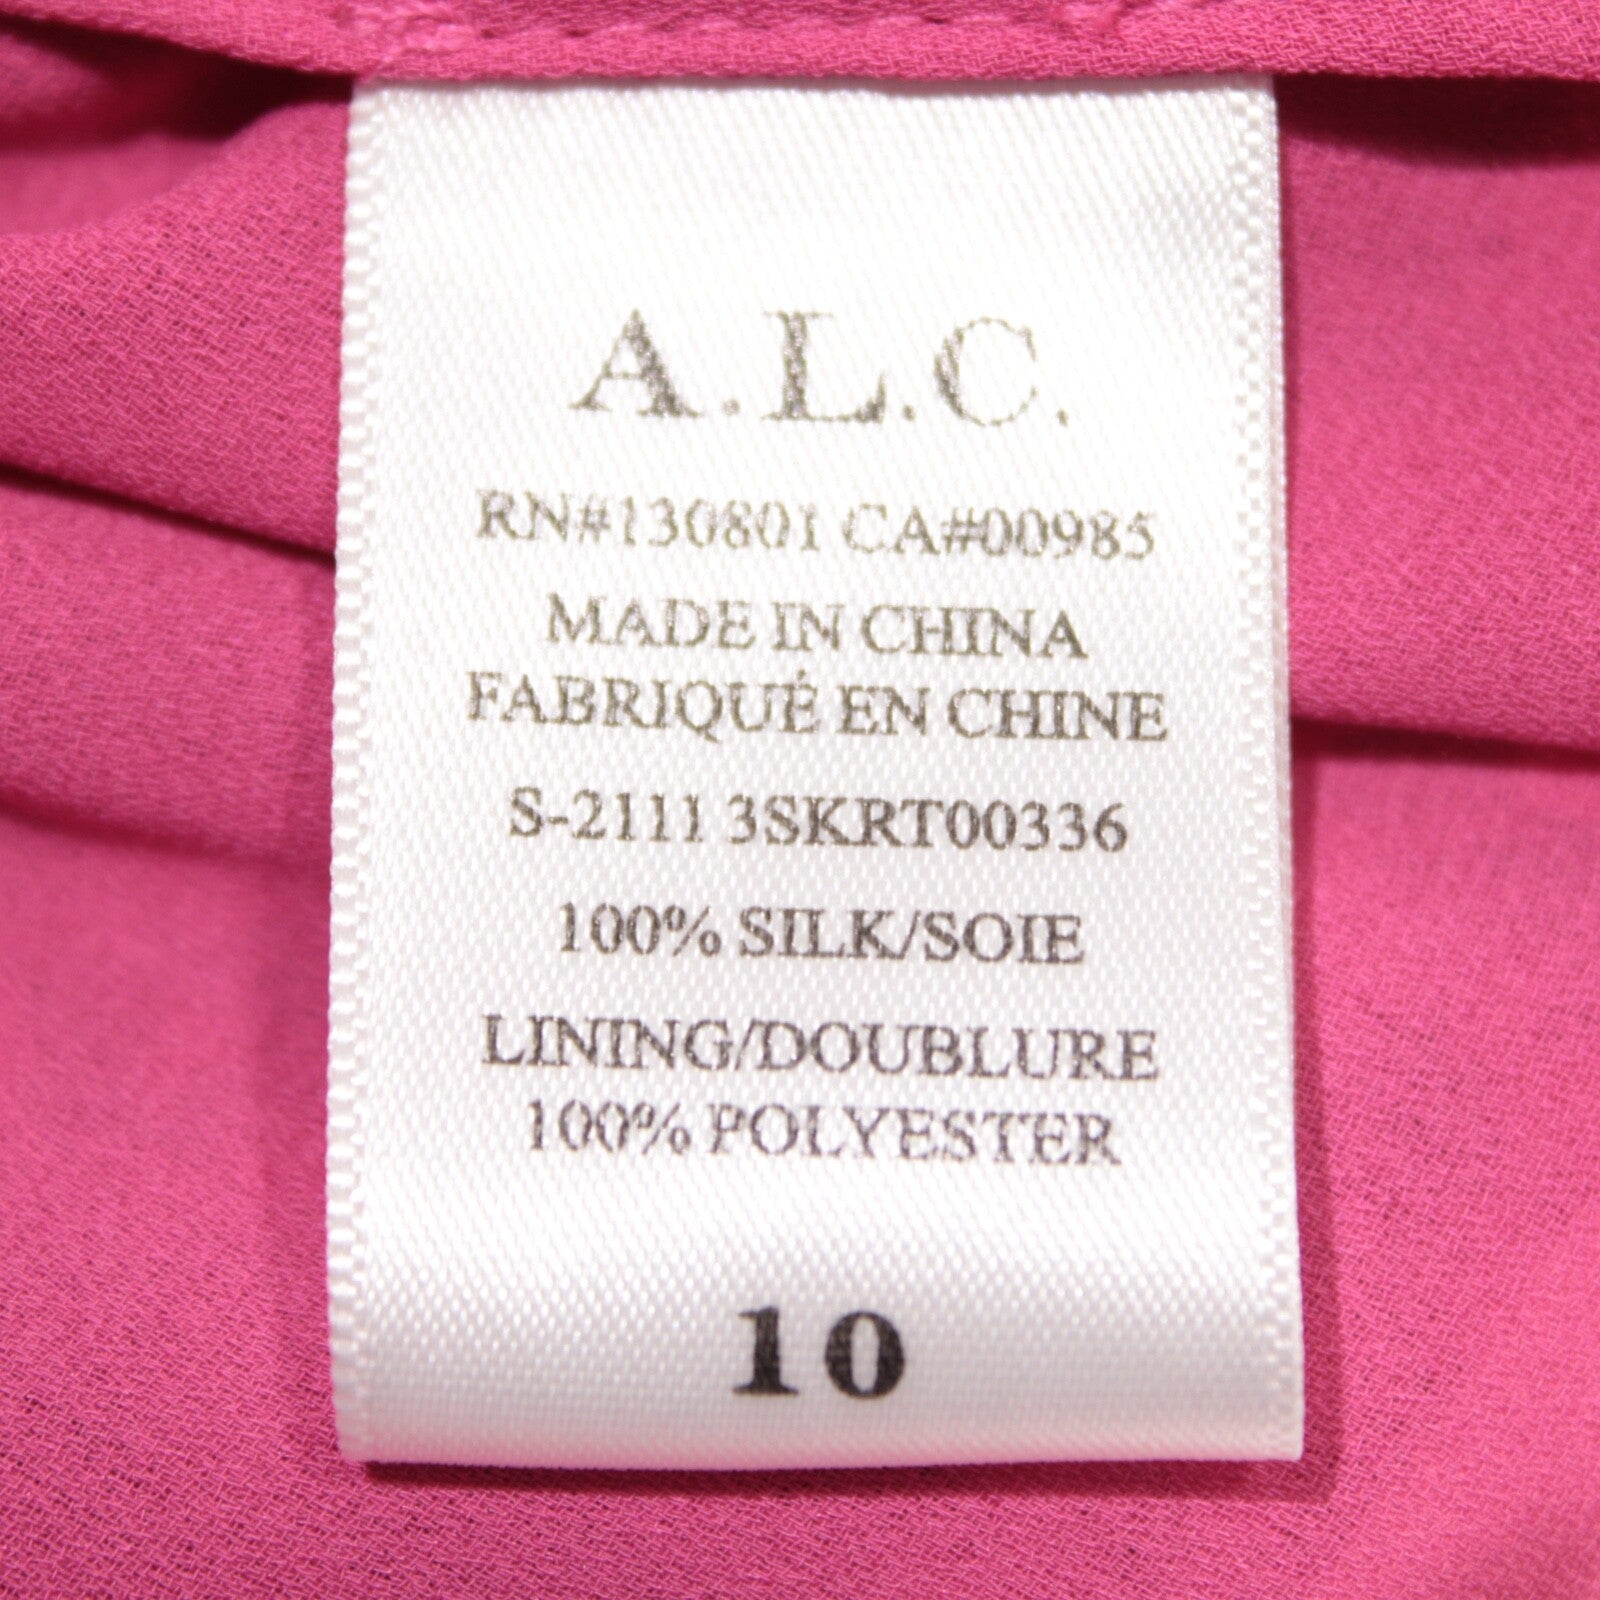 A.L.C.
RN#130801 CA#00985
MADE IN CHINA
FABRIQUÉ EN CHINE
S-2111 3SKRT00336
100% SILK/SOIE
LINING/DOUBLURE
100% POLYESTER
10